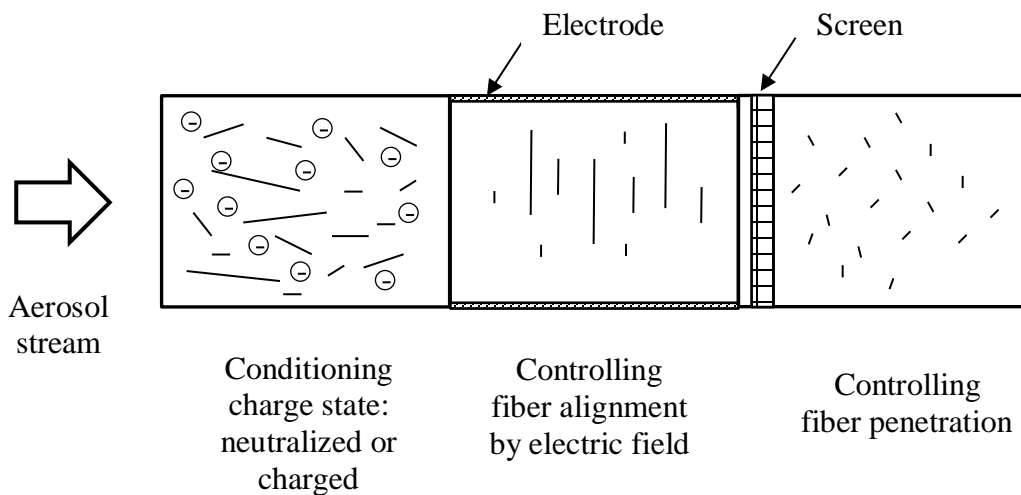 Electrode
Screen
Aerosol
stream
Conditioning
charge state:
neutralized or
charged
Controlling
fiber alignment
by electric field
Controlling
fiber penetration